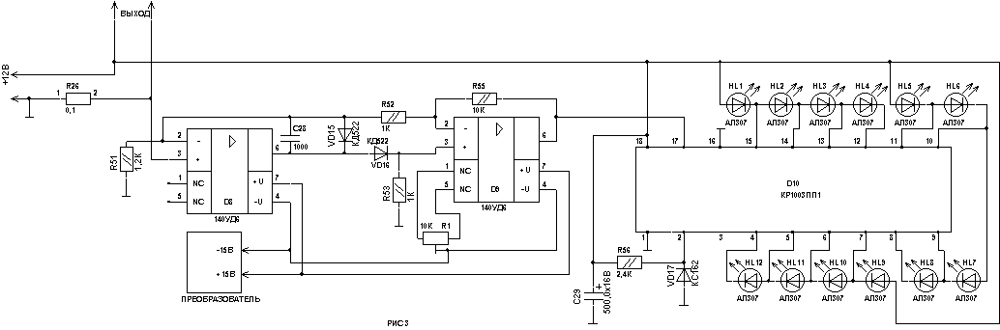 ВЫХОД
+12В
R26
1 2
0,1
R51
1,2К
2
3
1
5
6
7
4
NC
NC
+U
-U
D8
140УД6
С28
1000
VD15
КД522
R52
1К
КД522
VD16
R53
1К
R55
10К
2
3
1
5
6
7
4
NC
NC
+U
-U
D9
140УД6
10К R1
-15В
+15В
ПРЕОБРАЗОВАТЕЛЬ
РИС3
HL1 HL2 HL3 HL4 HL5 HL6
АЛ307 АЛ307 АЛ307 АЛ307 АЛ307 АЛ307
18 17 16 15 14 13 12 11 10
D10
КР1003ПП1
1 2 3 4 5 6 7 8 9
R56
2,4К
VD17
КС162
С29
+
500,0х16В
HL12 HL11 HL10 HL9 HL8 HL7
АЛ307 АЛ307 АЛ307 АЛ307 АЛ307 АЛ307